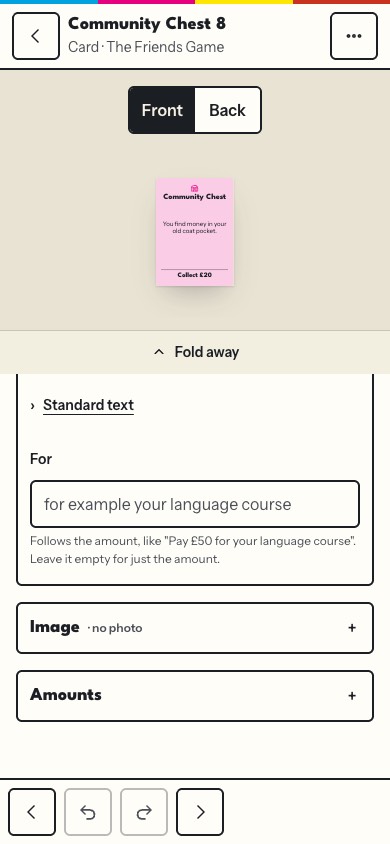 Community Chest 8
Card · The Friends Game
Front
Back
Community Chest
You find money in your
old coat pocket.
Collect £20
Fold away
Standard text
For
for example your language course
Follows the amount, like "Pay £50 for your language course".
Leave it empty for just the amount.
Image · no photo
Amounts